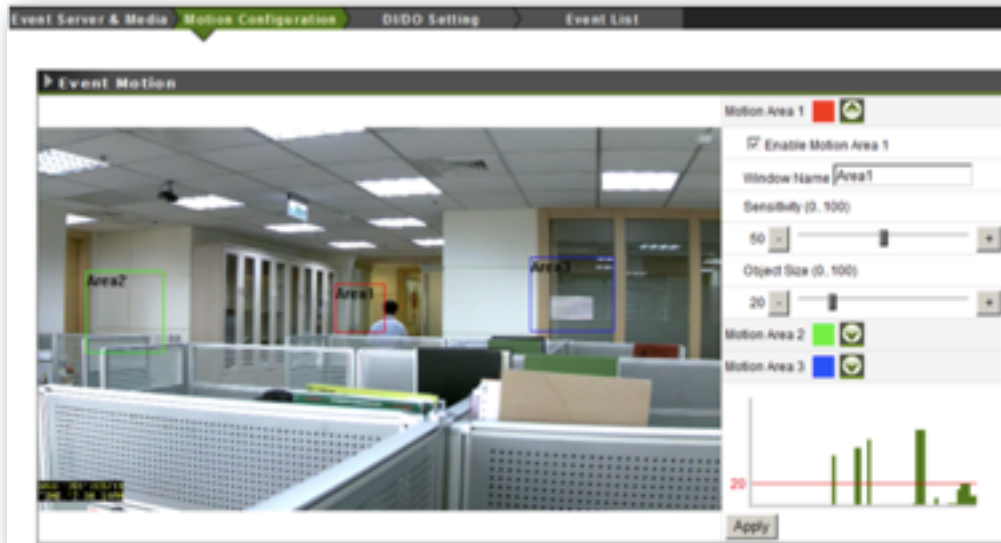 Event Server & Media Motion Configuration DI/DO Setting Event List
Event Motion
Motion Area 1
Enable Motion Area 1
Window Name Area1
Sensitivity (0..100)
50 - +
Object Size (0..100)
20 - +
Motion Area 2
Motion Area 3
Area2
Area1
Area3
20
Apply